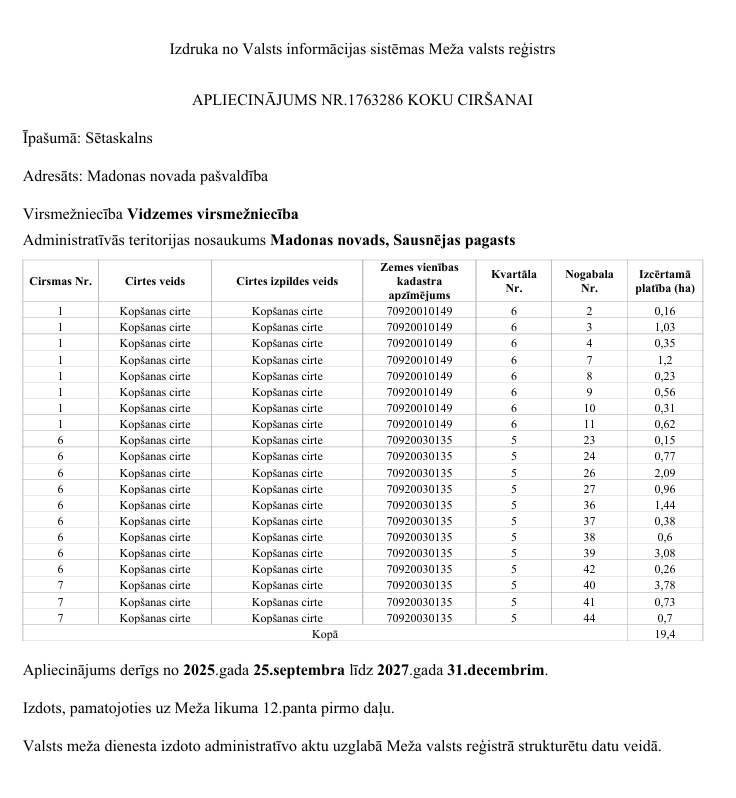 Izdruka no Valsts informācijas sistēmas Meža valsts reģistrs
APLIECINĀJUMS NR.1763286 KOKU CIRŠANAI
Īpašumā: Sētaskalns
Adresāts: Madonas novada pašvaldība
Virsmežniecība Vidzemes virsmežniecība
Administratīvās teritorijas nosaukums Madonas novads, Sausnējas pagasts
Cirsmas Nr. Cirtes veids Cirtes izpildes veids Zemes vienības kadastra apzīmējums Kvartāla Nr. Nogabala Nr. Izcērtamā platība (ha)
1 Kopšanas cirte Kopšanas cirte 70920010149 6 2 0,16
1 Kopšanas cirte Kopšanas cirte 70920010149 6 3 1,03
1 Kopšanas cirte Kopšanas cirte 70920010149 6 4 0,35
1 Kopšanas cirte Kopšanas cirte 70920010149 6 7 1,2
1 Kopšanas cirte Kopšanas cirte 70920010149 6 8 0,23
1 Kopšanas cirte Kopšanas cirte 70920010149 6 9 0,56
1 Kopšanas cirte Kopšanas cirte 70920010149 6 10 0,31
1 Kopšanas cirte Kopšanas cirte 70920010149 6 11 0,62
6 Kopšanas cirte Kopšanas cirte 70920030135 5 23 0,15
6 Kopšanas cirte Kopšanas cirte 70920030135 5 24 0,77
6 Kopšanas cirte Kopšanas cirte 70920030135 5 26 2,09
6 Kopšanas cirte Kopšanas cirte 70920030135 5 27 0,96
6 Kopšanas cirte Kopšanas cirte 70920030135 5 36 1,44
6 Kopšanas cirte Kopšanas cirte 70920030135 5 37 0,38
6 Kopšanas cirte Kopšanas cirte 70920030135 5 38 0,6
6 Kopšanas cirte Kopšanas cirte 70920030135 5 39 3,08
6 Kopšanas cirte Kopšanas cirte 70920030135 5 42 0,26
7 Kopšanas cirte Kopšanas cirte 70920030135 5 40 3,78
7 Kopšanas cirte Kopšanas cirte 70920030135 5 41 0,73
7 Kopšanas cirte Kopšanas cirte 70920030135 5 44 0,7
Kopā 19,4
Apliecinājums derīgs no 2025.gada 25.septembra līdz 2027.gada 31.decembrim.
Izdots, pamatojoties uz Meža likuma 12.panta pirmo daļu.
Valsts meža dienesta izdoto administratīvo aktu uzglabā Meža valsts reģistrā strukturētu datu veidā.